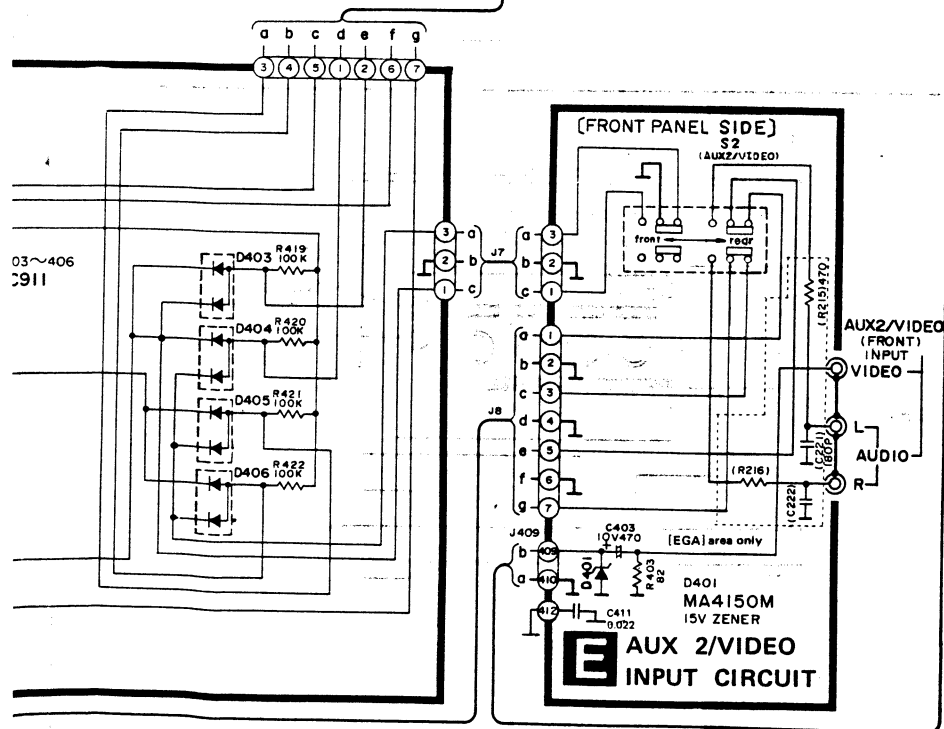 a b c d e f g
3 4 5 1 2 6 7
03~406
C911
D403
R419
100K
D404
R420
100K
D405
R421
100K
D406
R422
100K
3 a
2 b
1 c
J7
a 3
b 2
c 1
J8
a 1
b 2
c 3
d 4
e 5
f 6
g 7
J409
b 409
a 410
412
[FRONT PANEL SIDE]
S2
(AUX2/VIDEO)
front rear
(R215)470
AUX2/VIDEO
(FRONT)
INPUT
VIDEO
L
AUDIO
R
(C221)
180P
(R216)
(C222)
[EGA] area only
C403
10V470
D401
R403
82
C411
0.022
D401
MA4150M
15V ZENER
E AUX 2/VIDEO
INPUT CIRCUIT